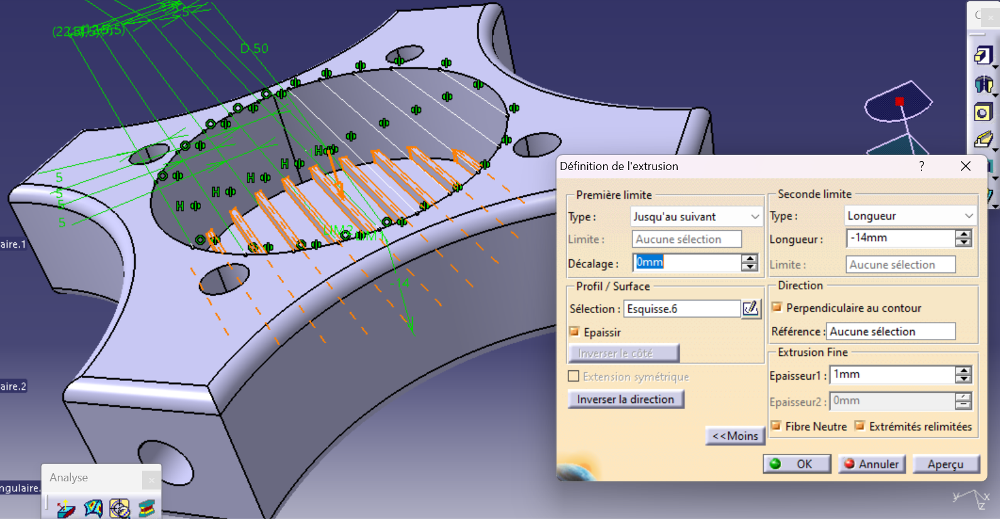 D 50
5
5
5
5
H
H
H
H
H
LIM1
-14
aire.1
aire.2
ngulaire.
Analyse
Définition de l'extrusion
?
Première limite
Type :
Jusqu'au suivant
Limite :
Aucune sélection
Décalage :
0mm
Profil / Surface
Sélection :
Esquisse.6
Epaissir
Inverser le côté
Extension symétrique
Inverser la direction
<<Moins
Seconde limite
Type :
Longueur
Longueur :
-14mm
Limite :
Aucune sélection
Direction
Perpendiculaire au contour
Référence :
Aucune sélection
Extrusion Fine
Epaisseur1 :
1mm
Epaisseur2 :
0mm
Fibre Neutre
Extrémités relimitées
OK
Annuler
Aperçu
y
x
z